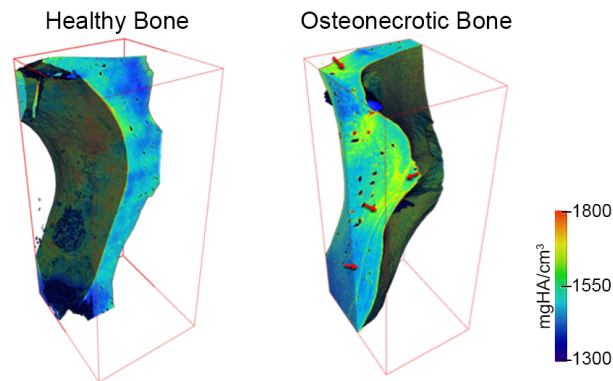 Healthy Bone
Osteonecrotic Bone
1800
1550
1300
mgHA/cm³